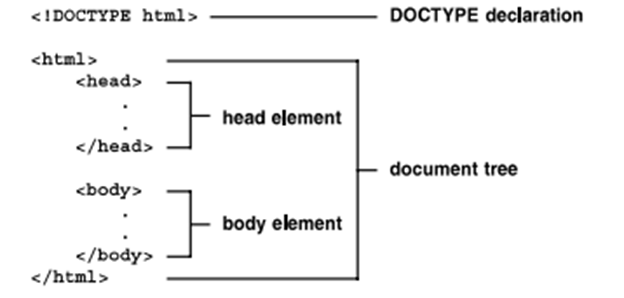 <!DOCTYPE html> DOCTYPE declaration
<html>
<head>
.
head element
.
</head>
document tree
<body>
.
body element
.
</body>
</html>